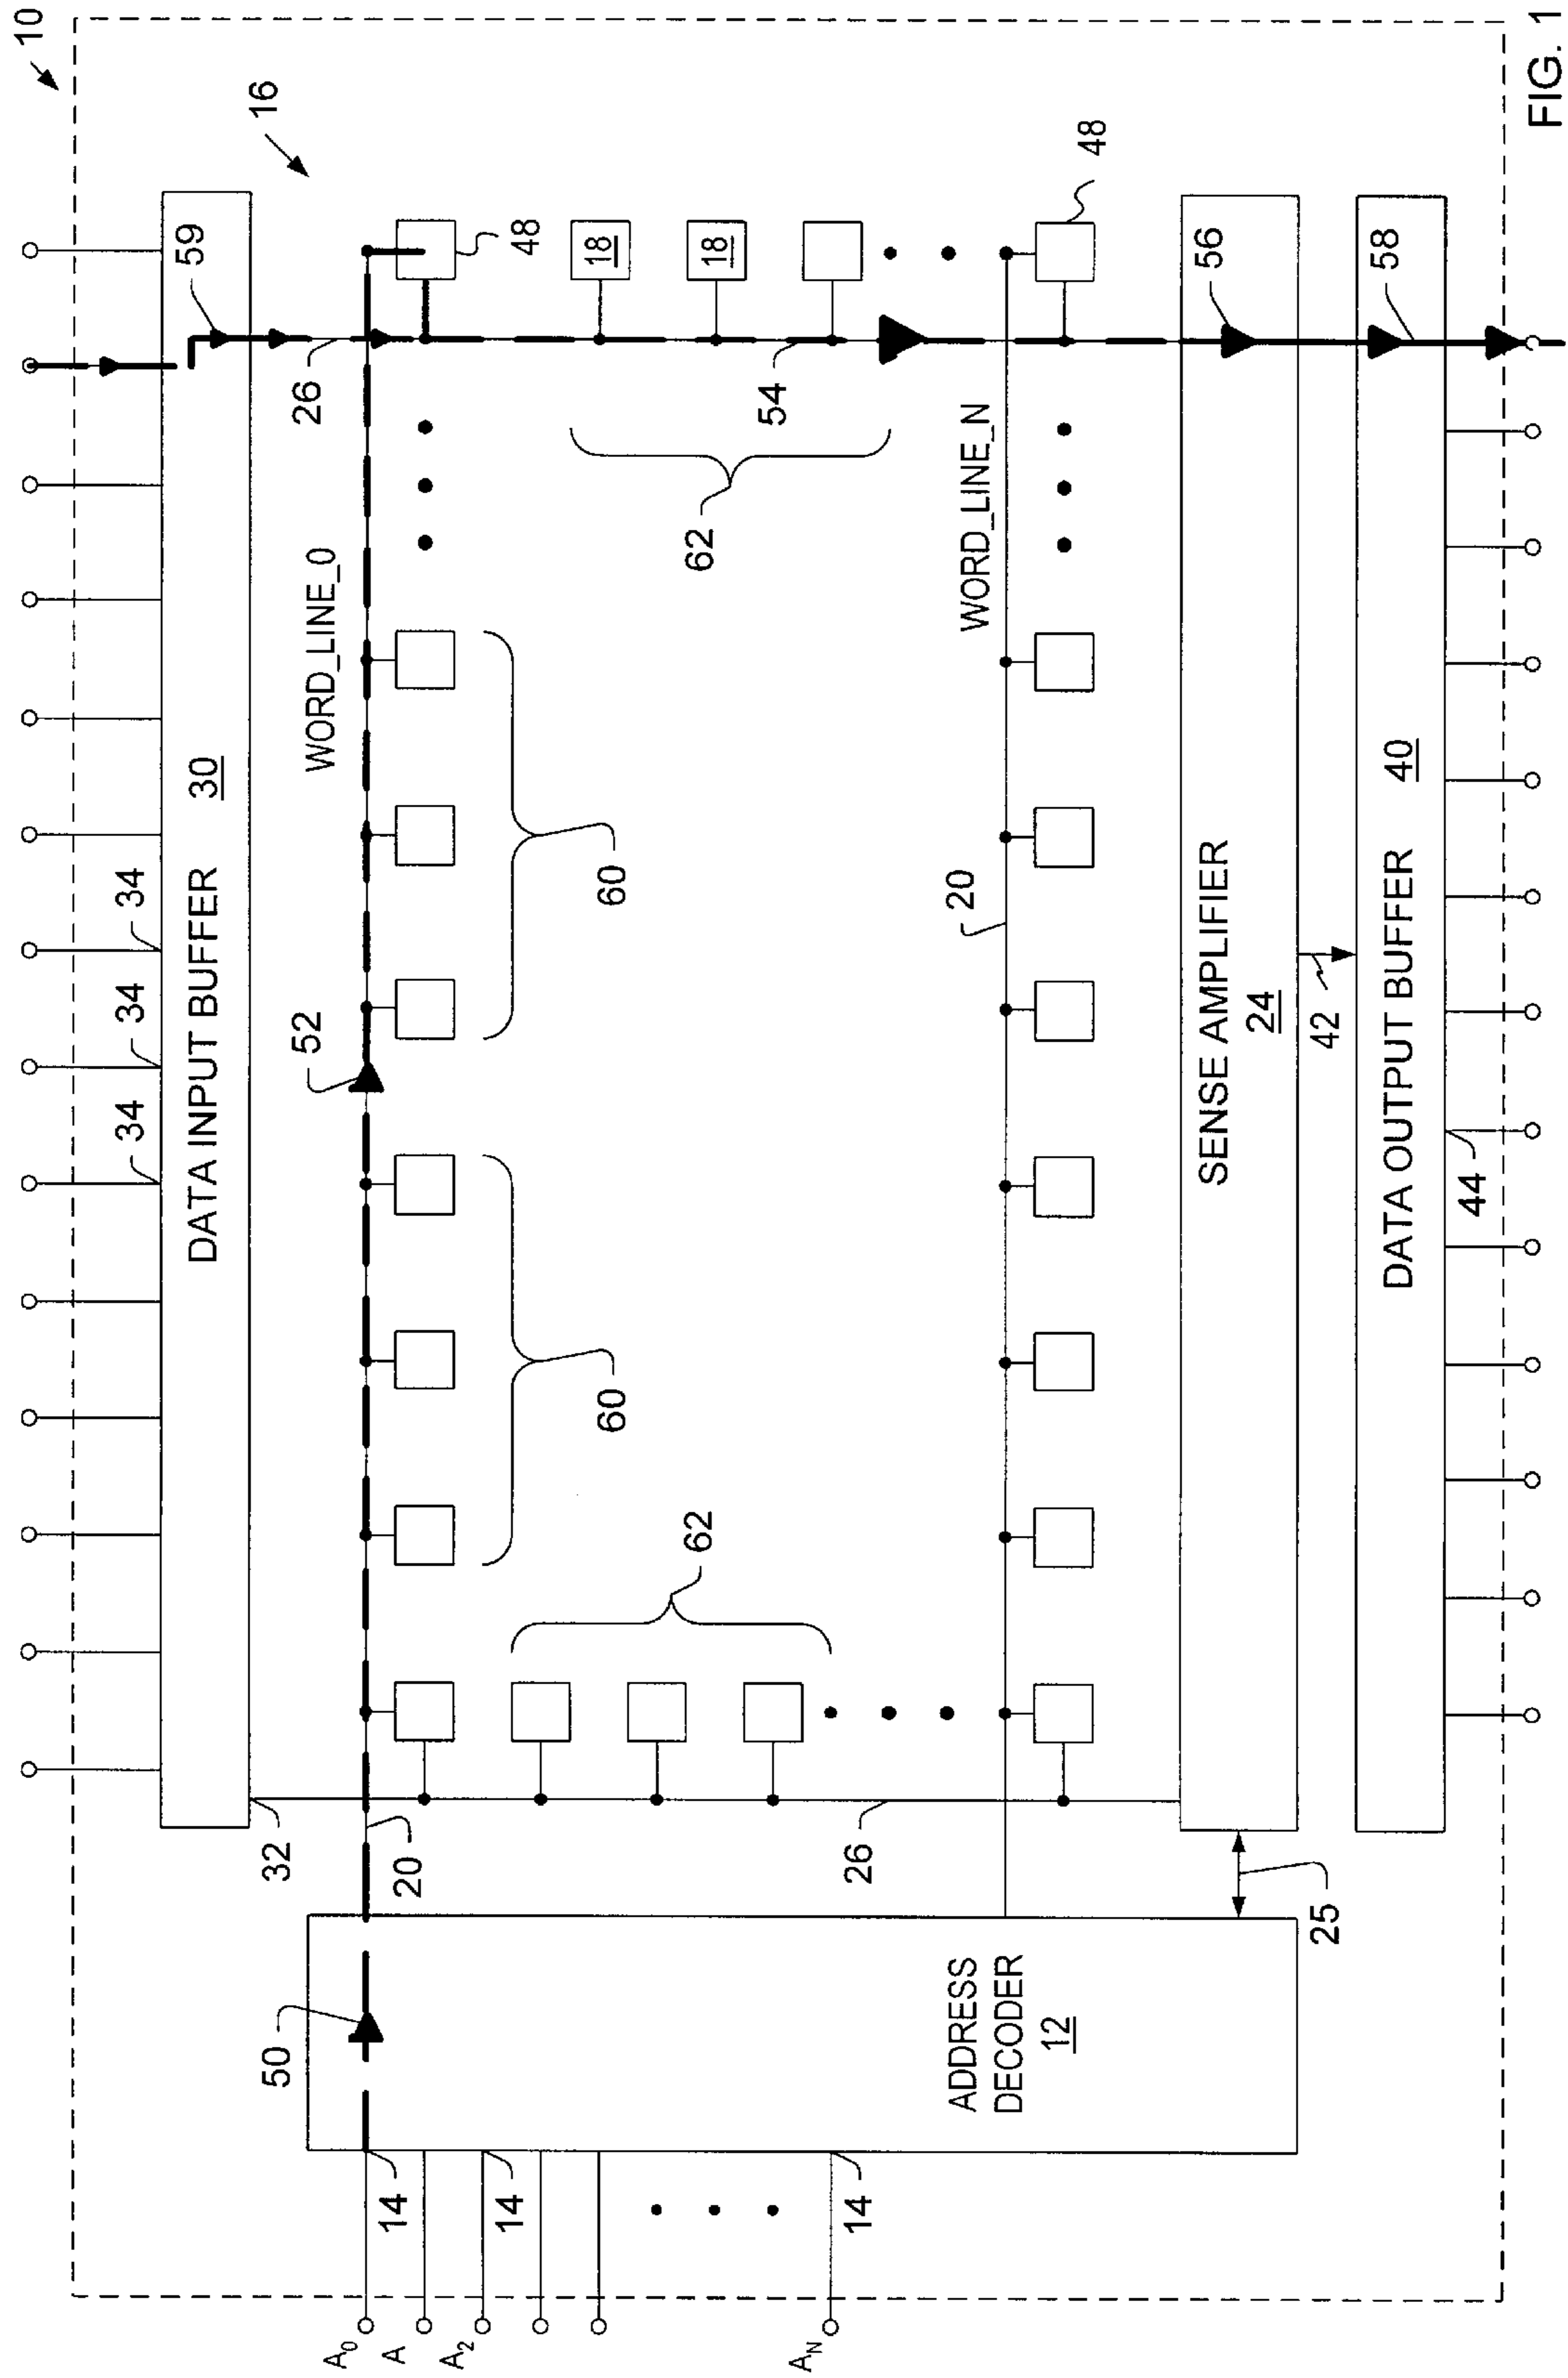 10
34
34
34
DATA INPUT BUFFER 30
59
16
50
32
52
WORD_LINE_0
26
A0
14
20
A
A2
14
48
60
60
18
62
62
18
54
AN
14
26
20
WORD_LINE_N
ADDRESS
DECODER
12
48
SENSE AMPLIFIER
24
56
25
42
58
DATA OUTPUT BUFFER 40
44
FIG. 1